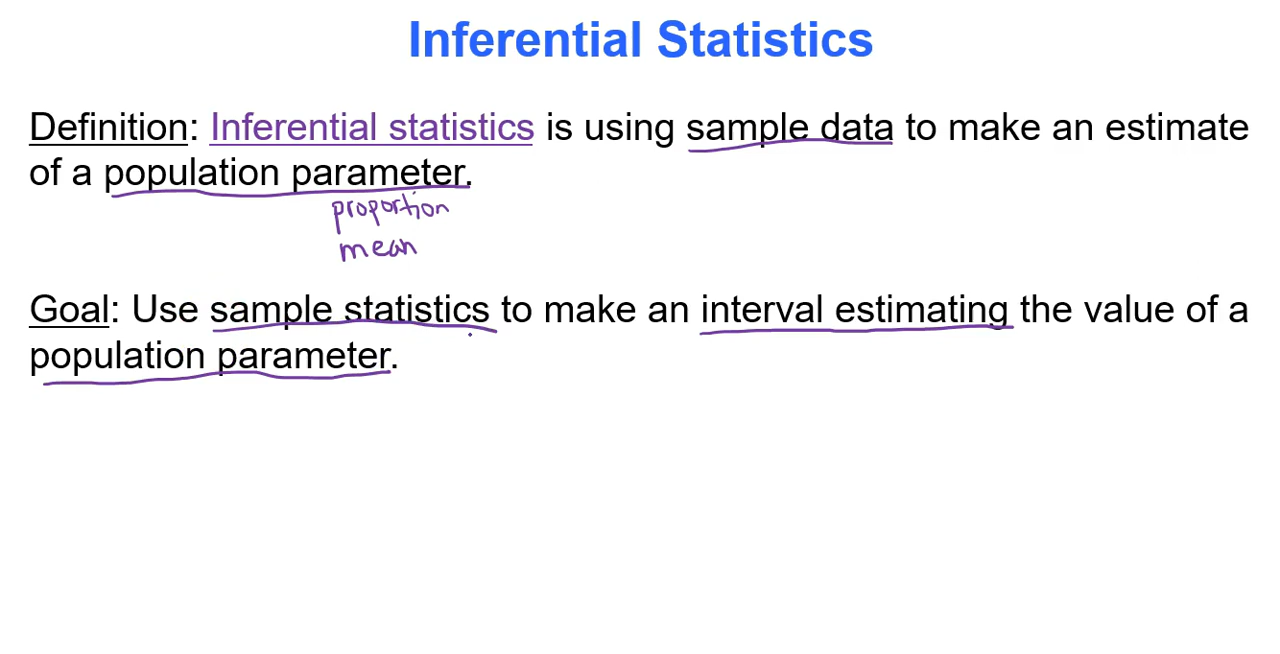 Inferential Statistics
Definition: Inferential statistics is using sample data to make an estimate
of a population parameter.
proportion
mean
Goal: Use sample statistics to make an interval estimating the value of a
population parameter.